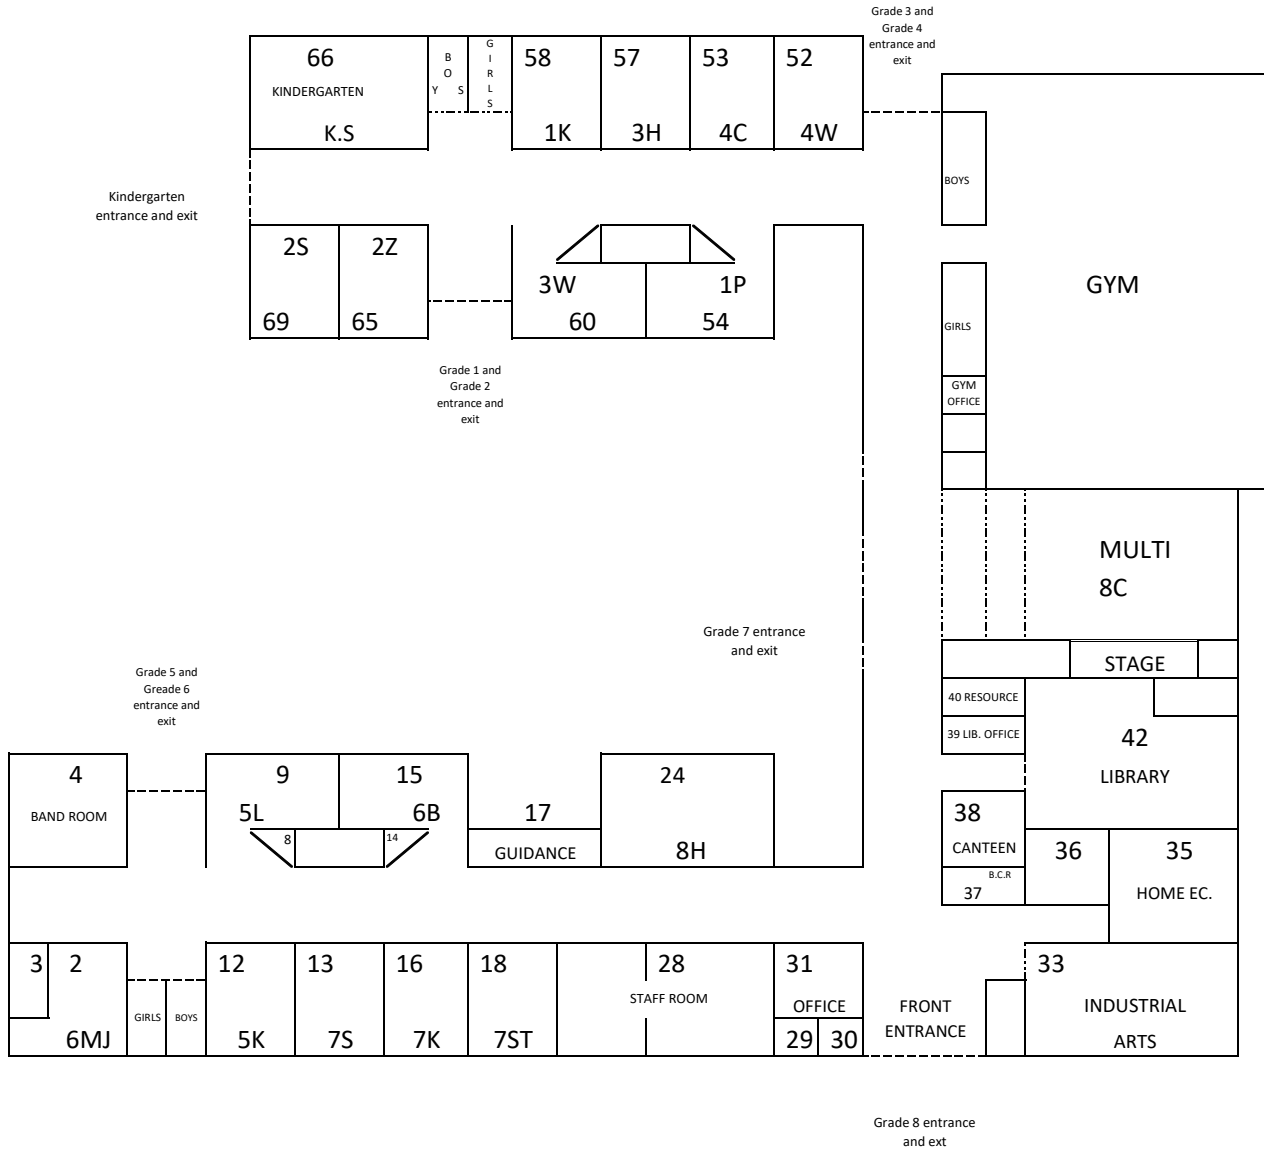 Grade 3 and
Grade 4
entrance and
exit
66
KINDERGARTEN
K.S
BOYS
GIRLS
58
1K
57
3H
53
4C
52
4W
BOYS
Kindergarten
entrance and exit
2S
69
2Z
65
3W
60
1P
54
GYM
GIRLS
GYM
OFFICE
Grade 1 and
Grade 2
entrance and
exit
MULTI
8C
Grade 7 entrance
and exit
STAGE
Grade 5 and
Greade 6
entrance and
exit
40 RESOURCE
39 LIB. OFFICE
42
LIBRARY
4
BAND ROOM
9
5L
8
15
6B
14
17
GUIDANCE
24
8H
38
CANTEEN
B.C.R
37
36
35
HOME EC.
3
2
6MJ
GIRLS
BOYS
12
5K
13
7S
16
7K
18
7ST
28
STAFF ROOM
31
OFFICE
29
30
FRONT
ENTRANCE
33
INDUSTRIAL
ARTS
Grade 8 entrance
and ext